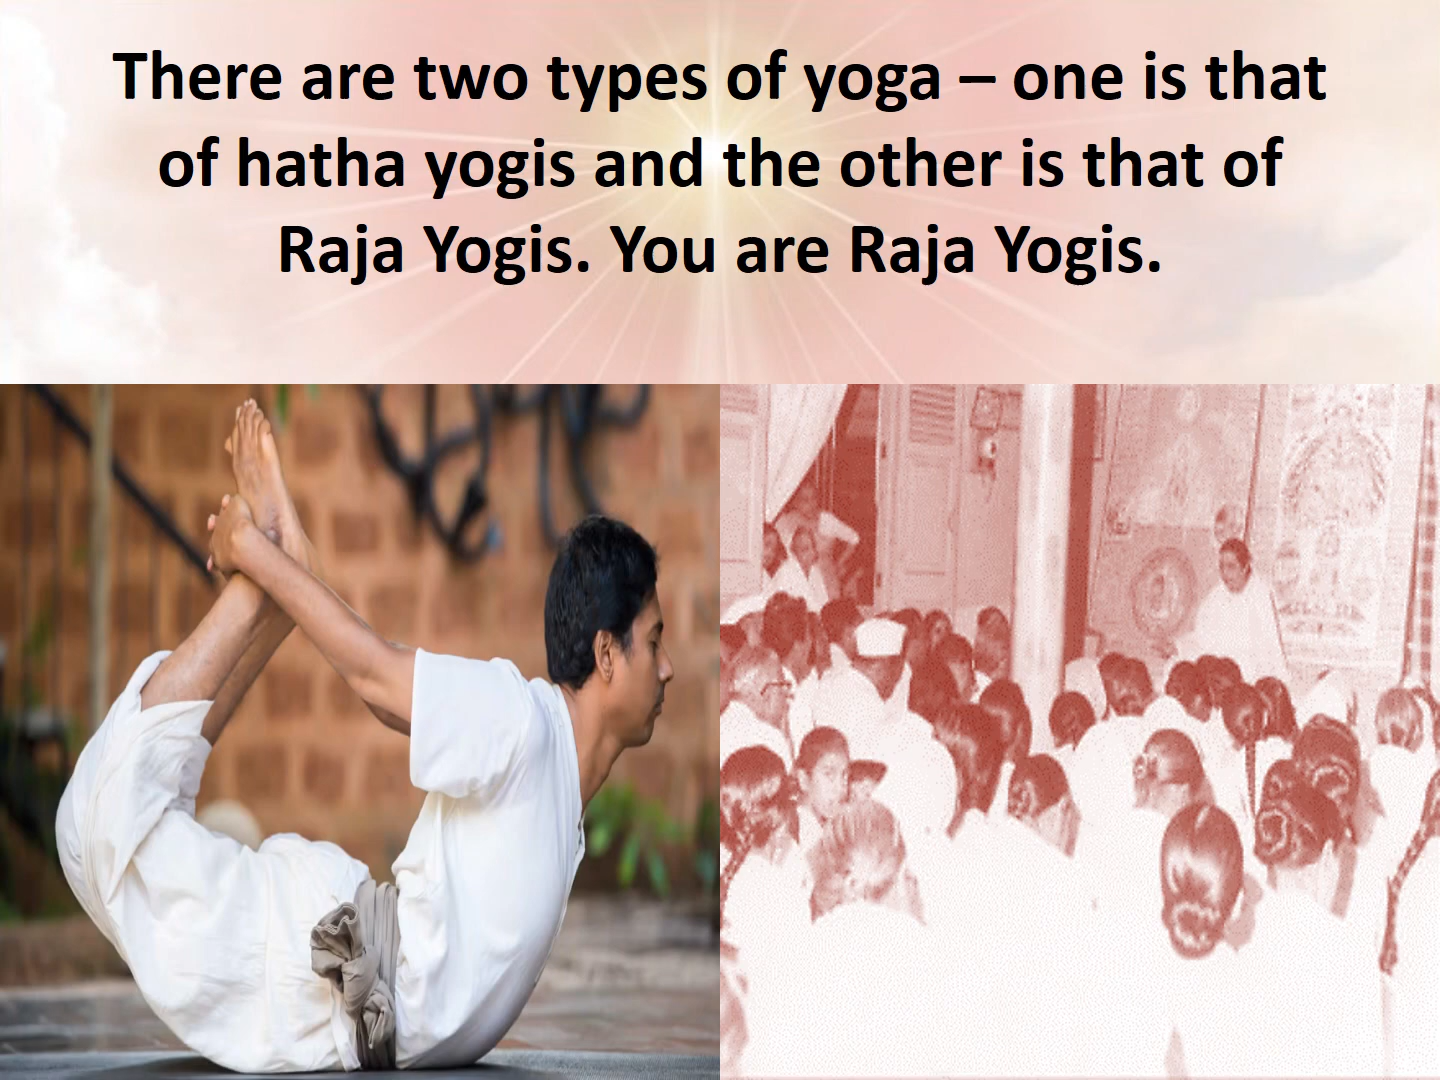 There are two types of yoga – one is that
of hatha yogis and the other is that of
Raja Yogis. You are Raja Yogis.